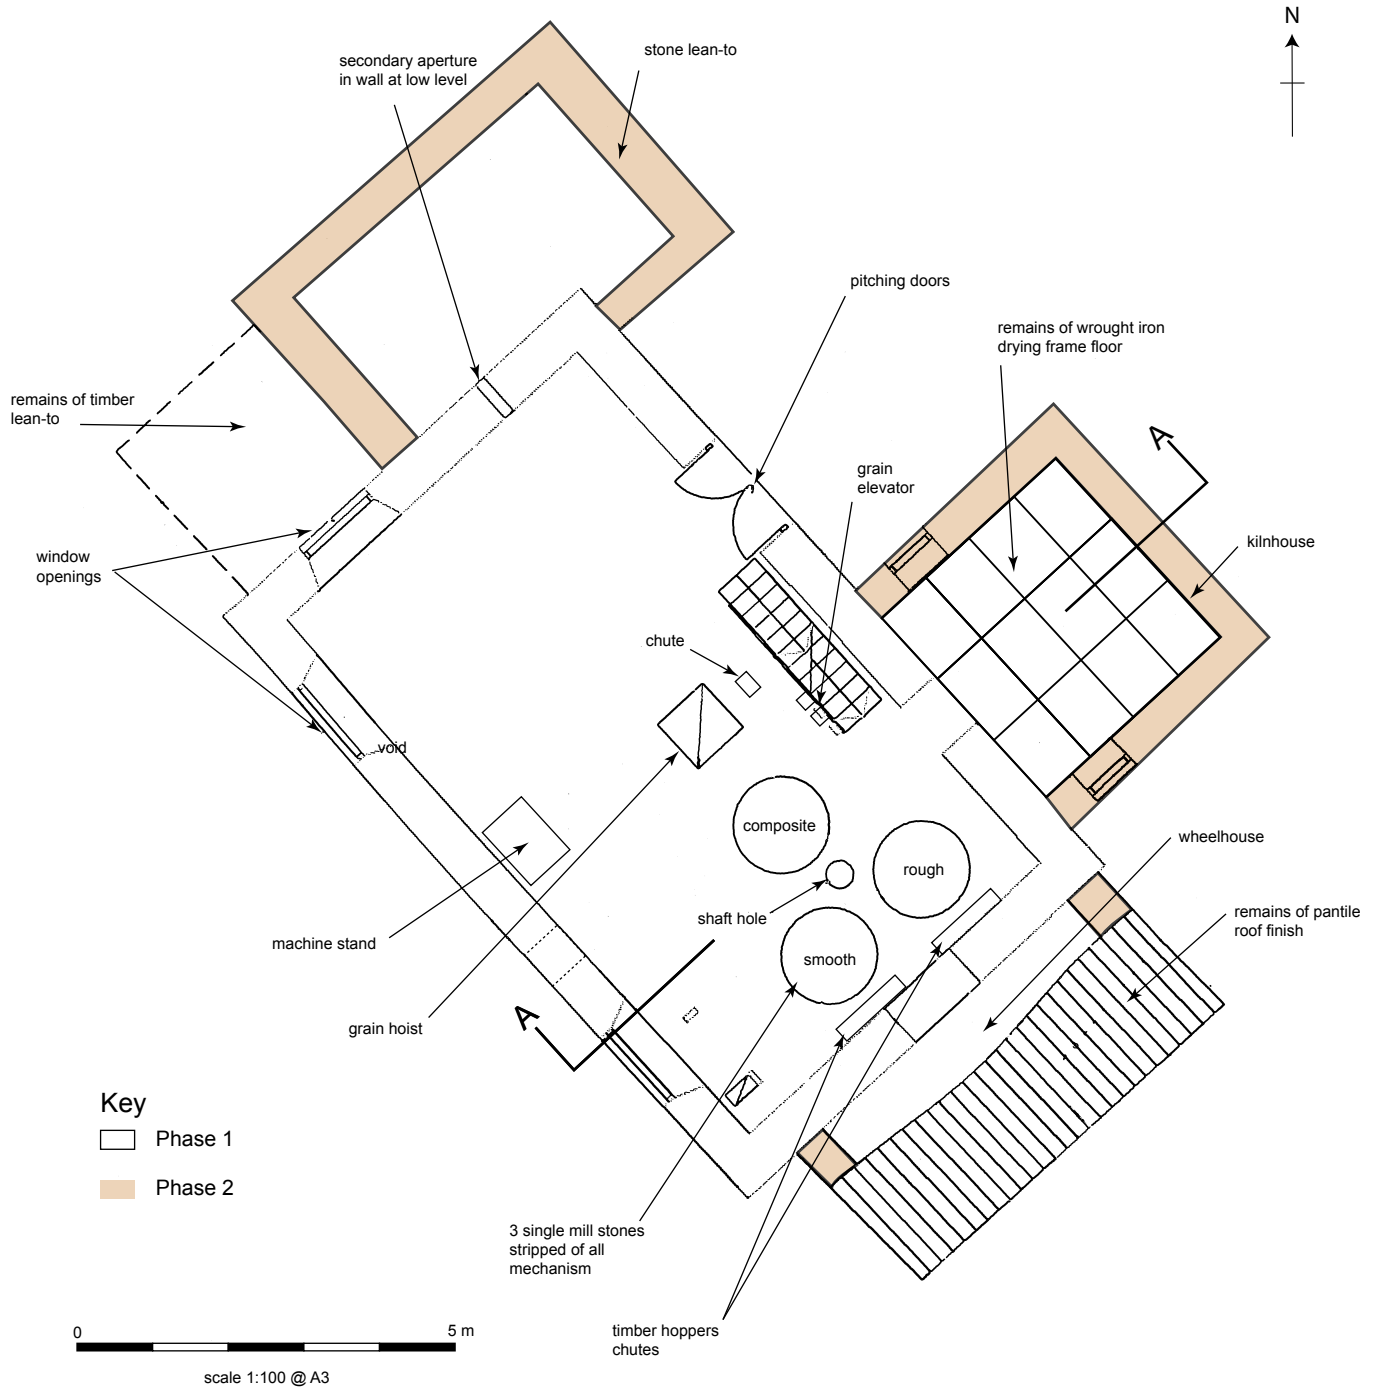 N
stone lean-to
secondary aperture
in wall at low level
pitching doors
remains of wrought iron
drying frame floor
remains of timber
lean-to
A
grain
elevator
kilnhouse
window
openings
chute
void
composite
wheelhouse
rough
shaft hole
remains of pantile
roof finish
machine stand
smooth
A
grain hoist
Key
Phase 1
Phase 2
3 single mill stones
stripped of all
mechanism
timber hoppers
chutes
0
5 m
scale 1:100 @ A3